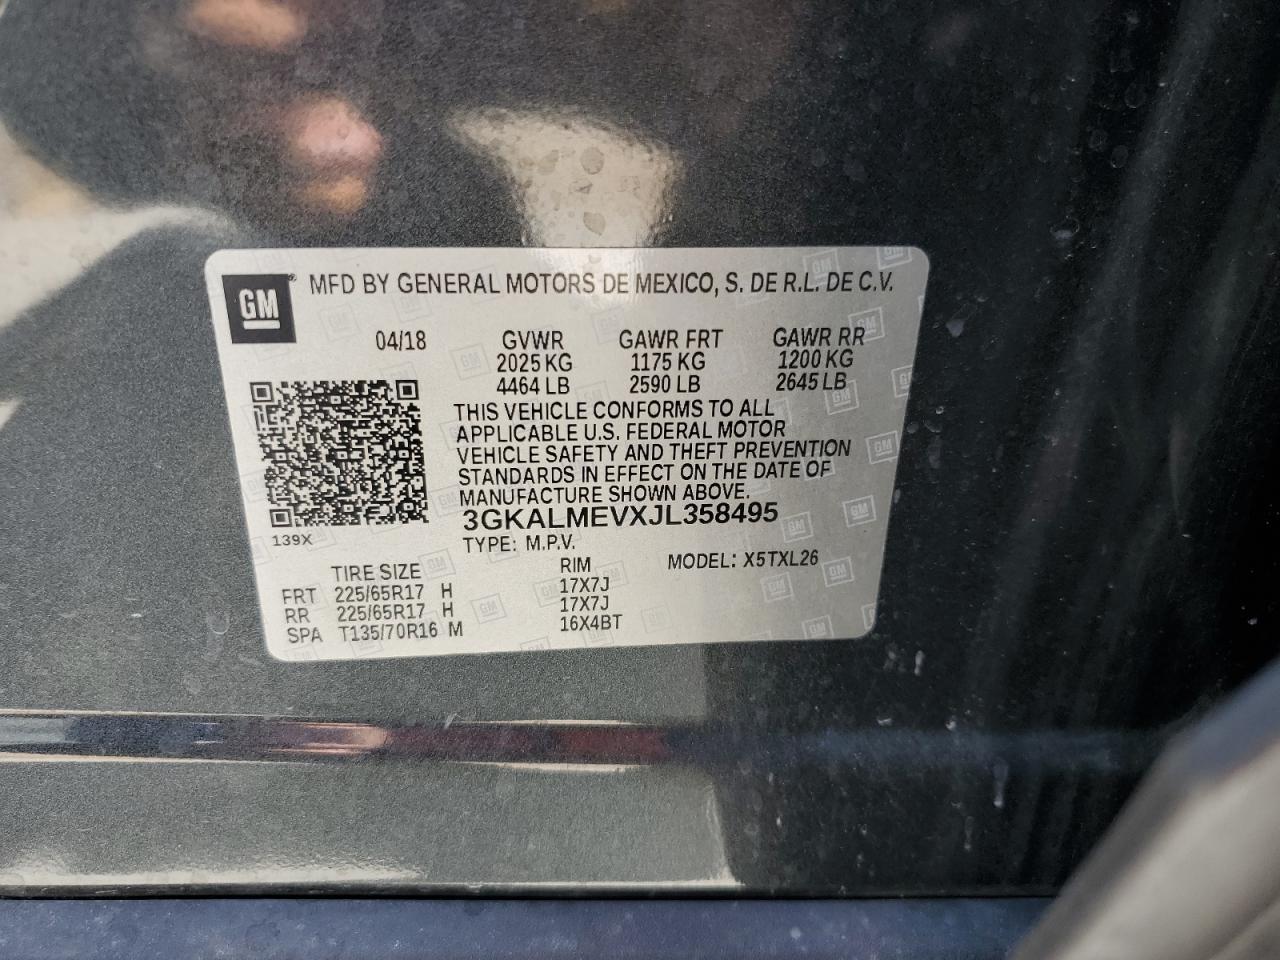 GM
MFD BY GENERAL MOTORS DE MEXICO, S. DE R.L. DE C.V.
04/18 GVWR GAWR FRT GAWR RR
2025 KG 1175 KG 1200 KG
4464 LB 2590 LB 2645 LB
THIS VEHICLE CONFORMS TO ALL
APPLICABLE U.S. FEDERAL MOTOR
VEHICLE SAFETY AND THEFT PREVENTION
STANDARDS IN EFFECT ON THE DATE OF
MANUFACTURE SHOWN ABOVE.
3GKALMEVXJL358495
139X
TYPE: M.P.V.
TIRE SIZE RIM MODEL: X5TXL26
FRT 225/65R17 H 17X7J
RR 225/65R17 H 17X7J
SPA T135/70R16 M 16X4BT